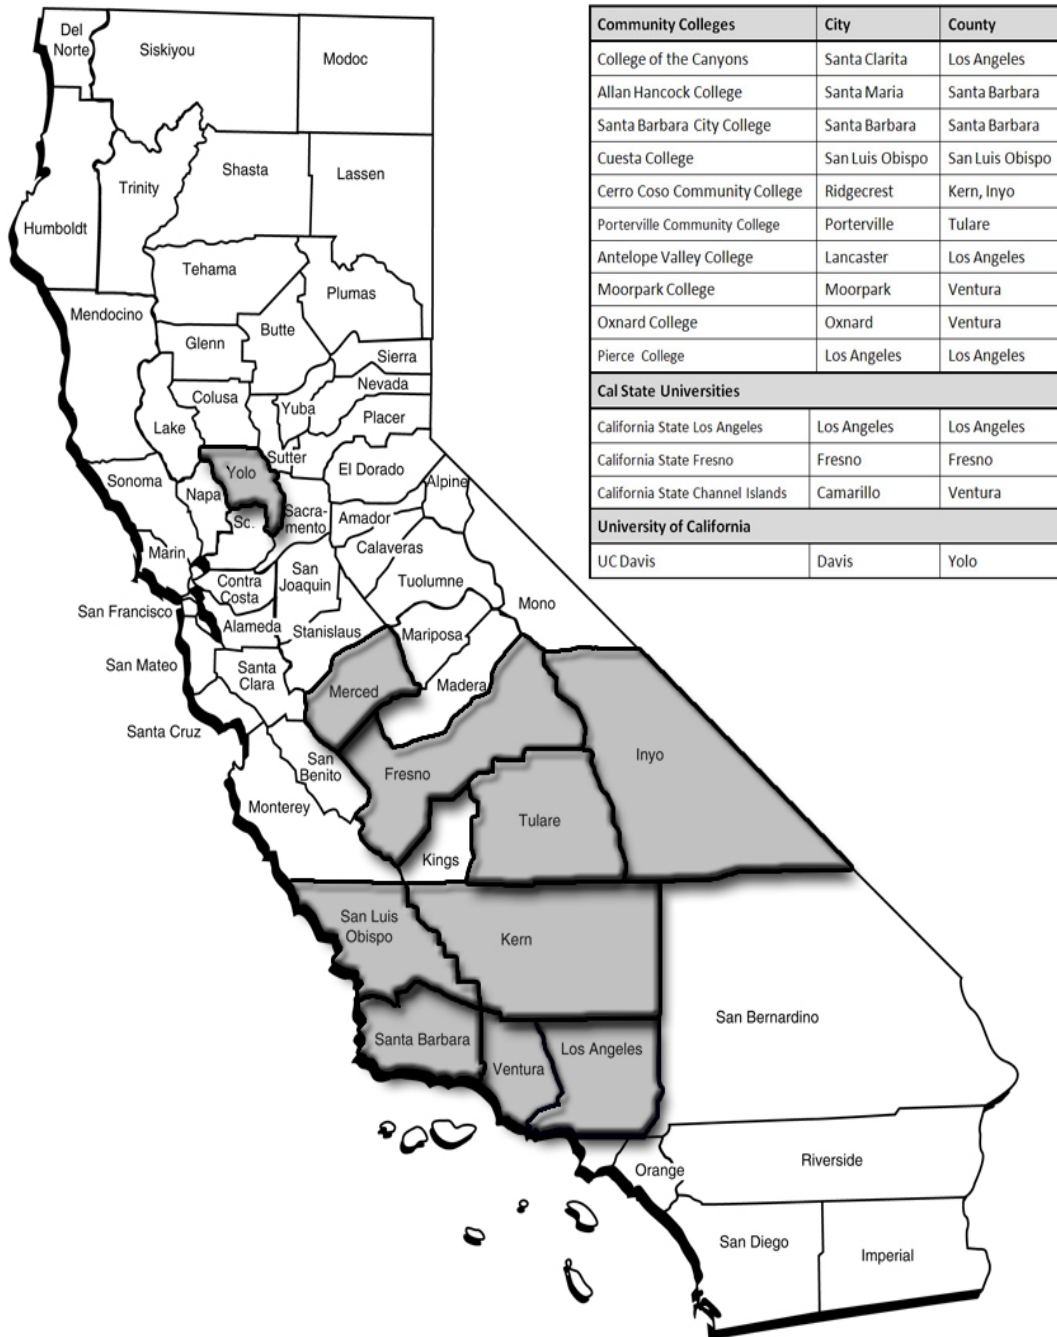 Del
Norte
Siskiyou
Modoc
Humboldt
Trinity
Shasta
Lassen
Tehama
Plumas
Mendocino
Glenn
Butte
Sierra
Nevada
Colusa
Yuba
Placer
Lake
Sutter
Yolo
El Dorado
Alpine
Sonoma
Napa
Sacra-
mento
Sc.
Amador
Marin
Calaveras
Contra
Costa
San
Joaquin
Tuolumne
Mono
San Francisco
Alameda
Stanislaus
Mariposa
San Mateo
Santa
Clara
Merced
Madera
Santa Cruz
San
Benito
Fresno
Inyo
Monterey
Tulare
Kings
San Luis
Obispo
Kern
San Bernardino
Santa Barbara
Ventura
Los Angeles
Orange
Riverside
San Diego
Imperial
Community Colleges City County
College of the Canyons Santa Clarita Los Angeles
Allan Hancock College Santa Maria Santa Barbara
Santa Barbara City College Santa Barbara Santa Barbara
Cuesta College San Luis Obispo San Luis Obispo
Cerro Coso Community College Ridgecrest Kern, Inyo
Porterville Community College Porterville Tulare
Antelope Valley College Lancaster Los Angeles
Moorpark College Moorpark Ventura
Oxnard College Oxnard Ventura
Pierce College Los Angeles Los Angeles
Cal State Universities
California State Los Angeles Los Angeles Los Angeles
California State Fresno Fresno Fresno
California State Channel Islands Camarillo Ventura
University of California
UC Davis Davis Yolo